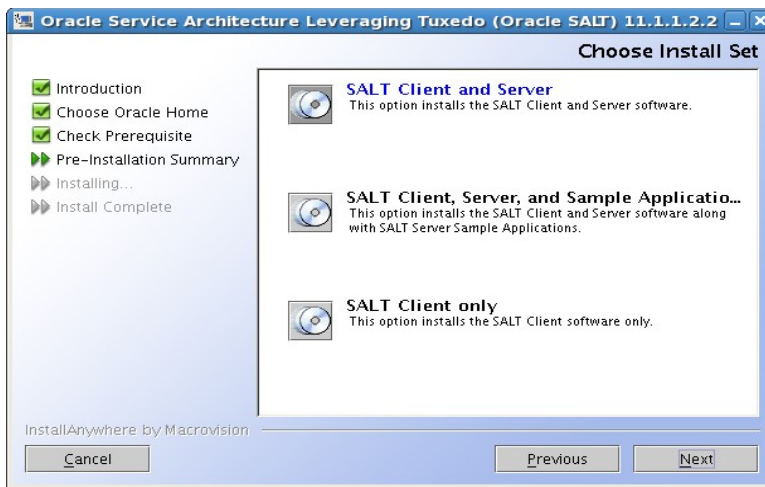 Oracle Service Architecture Leveraging Tuxedo (Oracle SALT) 11.1.1.2.2
Choose Install Set
Introduction
Choose Oracle Home
Check Prerequisite
Pre-Installation Summary
Installing...
Install Complete
SALT Client and Server
This option installs the SALT Client and Server software.
SALT Client, Server, and Sample Applicatio...
This option installs the SALT Client and Server software along
with SALT Server Sample Applications.
SALT Client only
This option installs the SALT Client software only.
InstallAnywhere by Macrovision
Cancel
Previous
Next